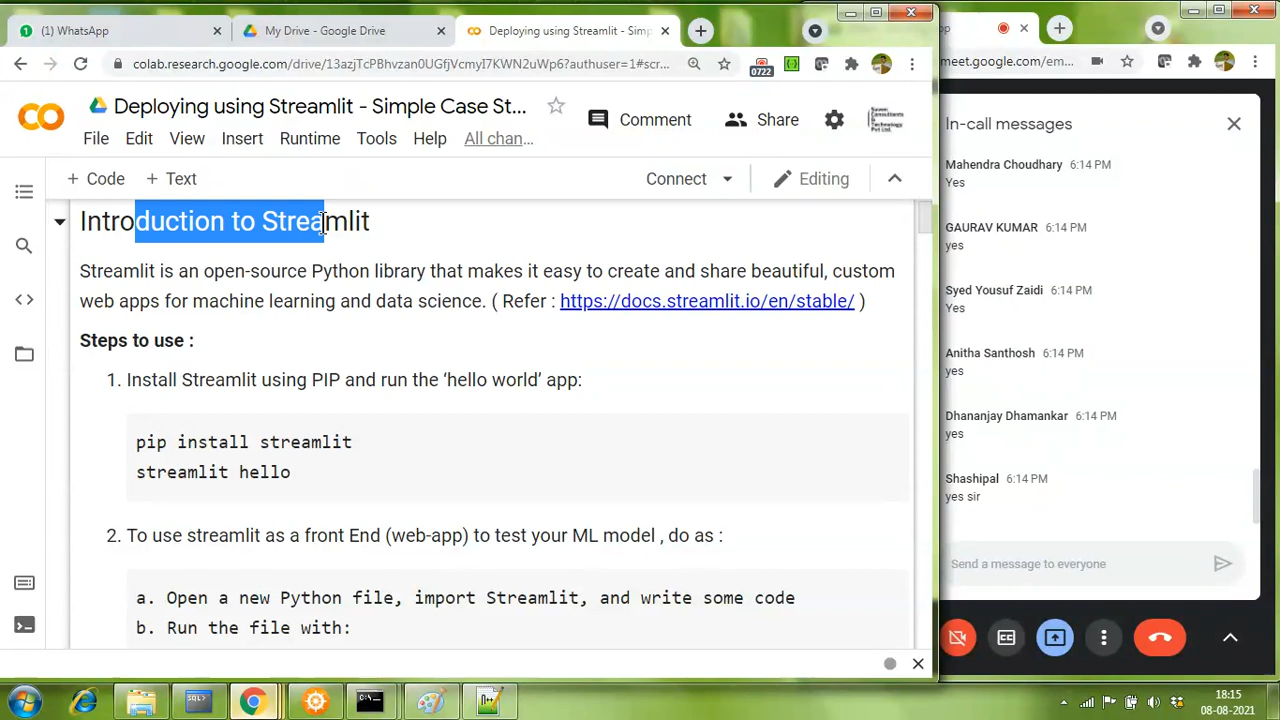 (1) WhatsApp
My Drive - Google Drive
Deploying using Streamlit - Simp
colab.research.google.com/drive/13azjTcPBhvzan0UGfjVcnyI7KWN2uWp6?authuser=1#scr...
0722
Deploying using Streamlit - Simple Case St...
Comment
Share
File Edit View Insert Runtime Tools Help All chan...
+ Code + Text
Connect
Editing
Introduction to Streamlit
Streamlit is an open-source Python library that makes it easy to create and share beautiful, custom
web apps for machine learning and data science. ( Refer : https://docs.streamlit.io/en/stable/ )
Steps to use :
1. Install Streamlit using PIP and run the ‘hello world’ app:
pip install streamlit
streamlit hello
2. To use streamlit as a front End (web-app) to test your ML model , do as :
a. Open a new Python file, import Streamlit, and write some code
b. Run the file with:
meet.google.com/em...
In-call messages
Mahendra Choudhary 6:14 PM
Yes
GAURAV KUMAR 6:14 PM
yes
Syed Yousuf Zaidi 6:14 PM
Yes
Anitha Santhosh 6:14 PM
yes
Dhananjay Dhamankar 6:14 PM
yes
Shashipal 6:14 PM
yes sir
Send a message to everyone
18:15
08-08-2021